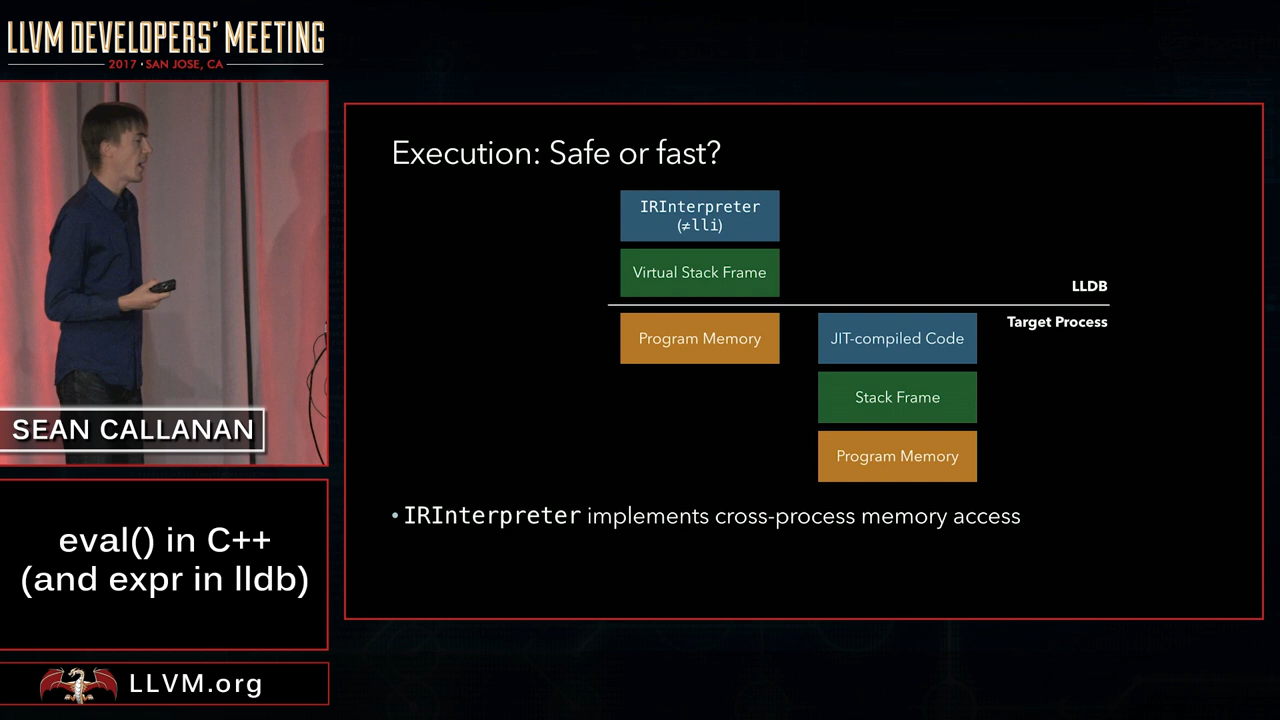 LLVM DEVELOPERS' MEETING
2017 · SAN JOSE, CA
SEAN CALLANAN
eval() in C++
(and expr in lldb)
LLVM.org
Execution: Safe or fast?
IRInterpreter
(≠lli)
Virtual Stack Frame
LLDB
Target Process
Program Memory
JIT-compiled Code
Stack Frame
Program Memory
• IRInterpreter implements cross-process memory access